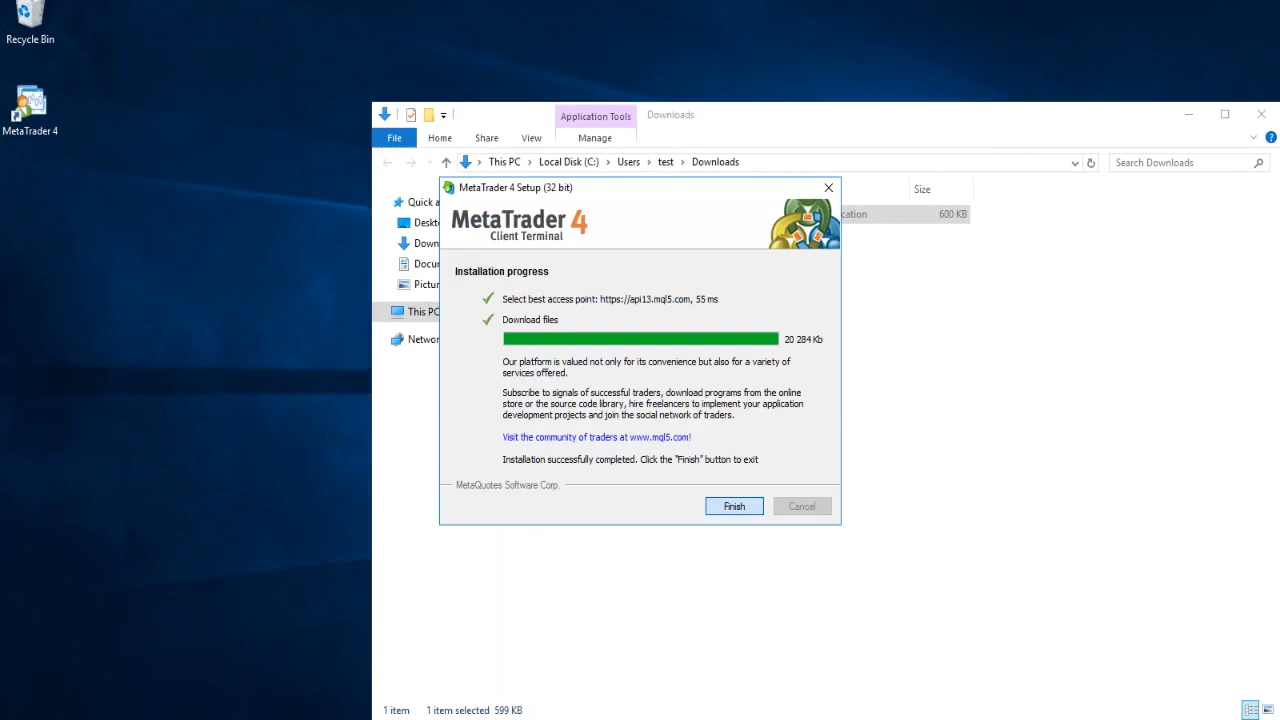 Recycle Bin
MetaTrader 4
Application Tools
Downloads
File
Home
Share
View
Manage
This PC > Local Disk (C:) > Users > test > Downloads
Search Downloads
Quick a
Deskt
Down
Docu
Pictur
This PC
Networ
Size
cation
600 KB
MetaTrader 4 Setup (32 bit)
MetaTrader 4
Client Terminal
Installation progress
Select best access point: https://api13.mql5.com, 55 ms
Download files
20 284 Kb
Our platform is valued not only for its convenience but also for a variety of
services offered.
Subscribe to signals of successful traders, download programs from the online
store or the source code library, hire freelancers to implement your application
development projects and join the social network of traders.
Visit the community of traders at www.mql5.com!
Installation successfully completed. Click the "Finish" button to exit
MetaQuotes Software Corp.
Finish
Cancel
1 item
1 item selected 599 KB